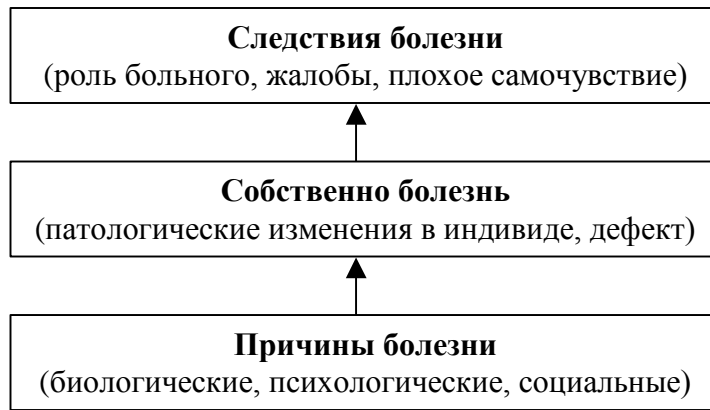 Следствия болезни
(роль больного, жалобы, плохое самочувствие)
Собственно болезнь
(патологические изменения в индивиде, дефект)
Причины болезни
(биологические, психологические, социальные)